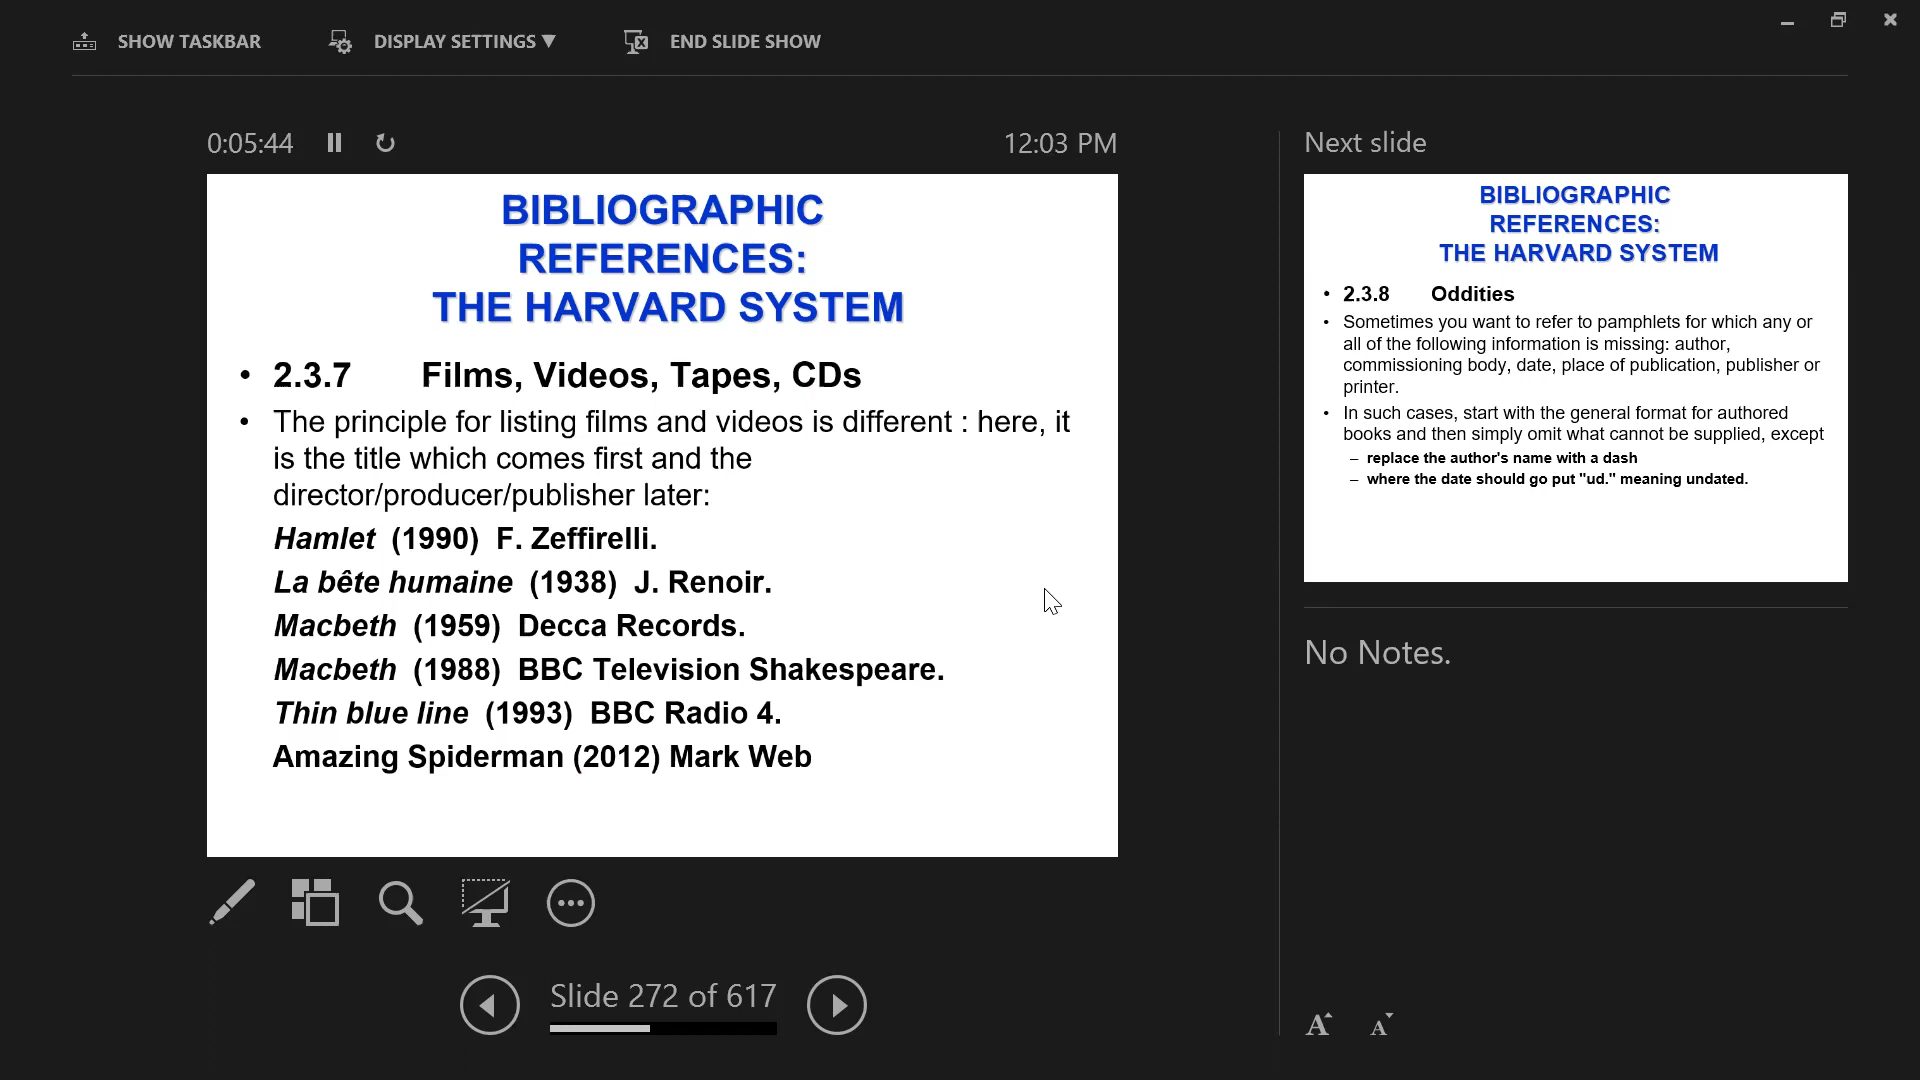 SHOW TASKBAR
DISPLAY SETTINGS ▼
END SLIDE SHOW
0:05:44
12:03 PM
BIBLIOGRAPHIC
REFERENCES:
THE HARVARD SYSTEM
• 2.3.7 Films, Videos, Tapes, CDs
• The principle for listing films and videos is different : here, it
is the title which comes first and the
director/producer/publisher later:
Hamlet (1990) F. Zeffirelli.
La bête humaine (1938) J. Renoir.
Macbeth (1959) Decca Records.
Macbeth (1988) BBC Television Shakespeare.
Thin blue line (1993) BBC Radio 4.
Amazing Spiderman (2012) Mark Web
Slide 272 of 617
Next slide
BIBLIOGRAPHIC
REFERENCES:
THE HARVARD SYSTEM
• 2.3.8 Oddities
• Sometimes you want to refer to pamphlets for which any or
all of the following information is missing: author,
commissioning body, date, place of publication, publisher or
printer.
• In such cases, start with the general format for authored
books and then simply omit what cannot be supplied, except
– replace the author's name with a dash
– where the date should go put "ud." meaning undated.
No Notes.
A A